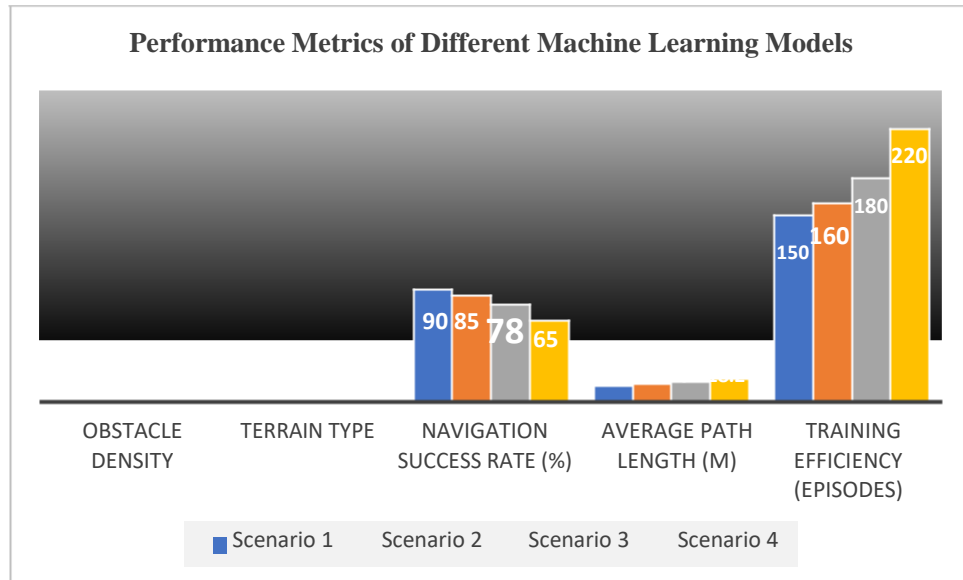 Performance Metrics of Different Machine Learning Models
220
180
160
150
90
85
78
65
OBSTACLE DENSITY
TERRAIN TYPE
NAVIGATION SUCCESS RATE (%)
AVERAGE PATH LENGTH (M)
TRAINING EFFICIENCY (EPISODES)
Scenario 1
Scenario 2
Scenario 3
Scenario 4